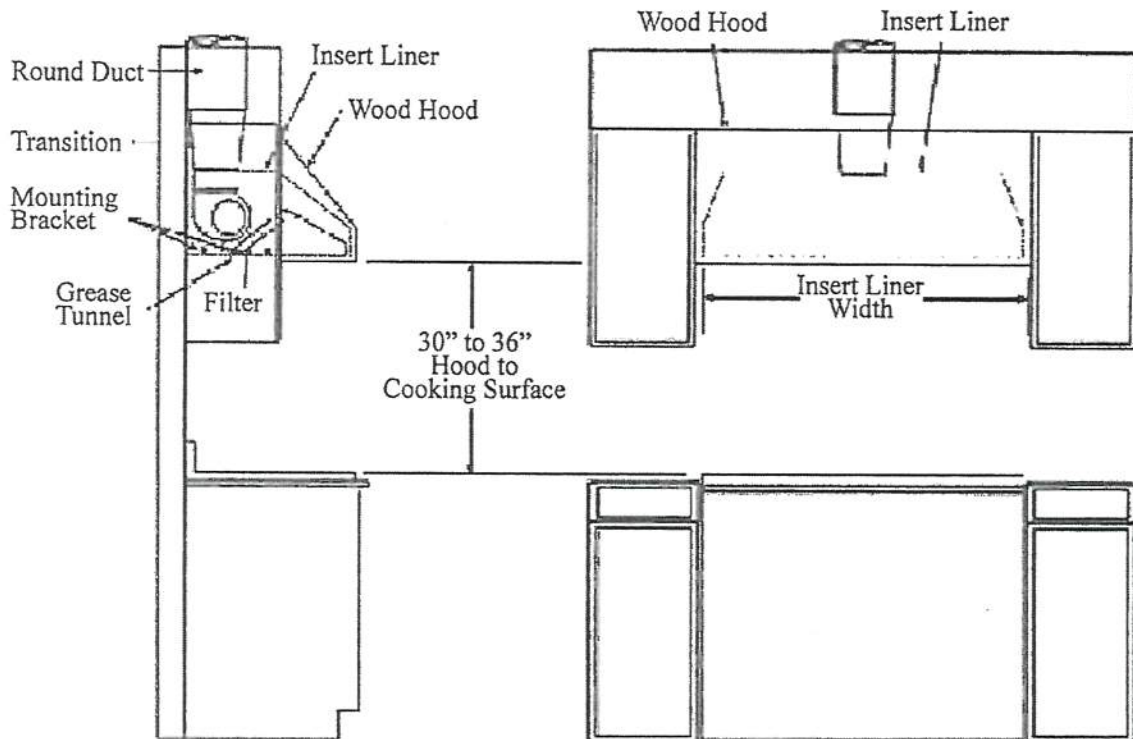 Wood Hood
Insert Liner
Insert Liner
Round Duct
Wood Hood
Transition
Mounting
Bracket
Grease
Tunnel
Filter
Insert Liner
Width
30” to 36”
Hood to
Cooking Surface